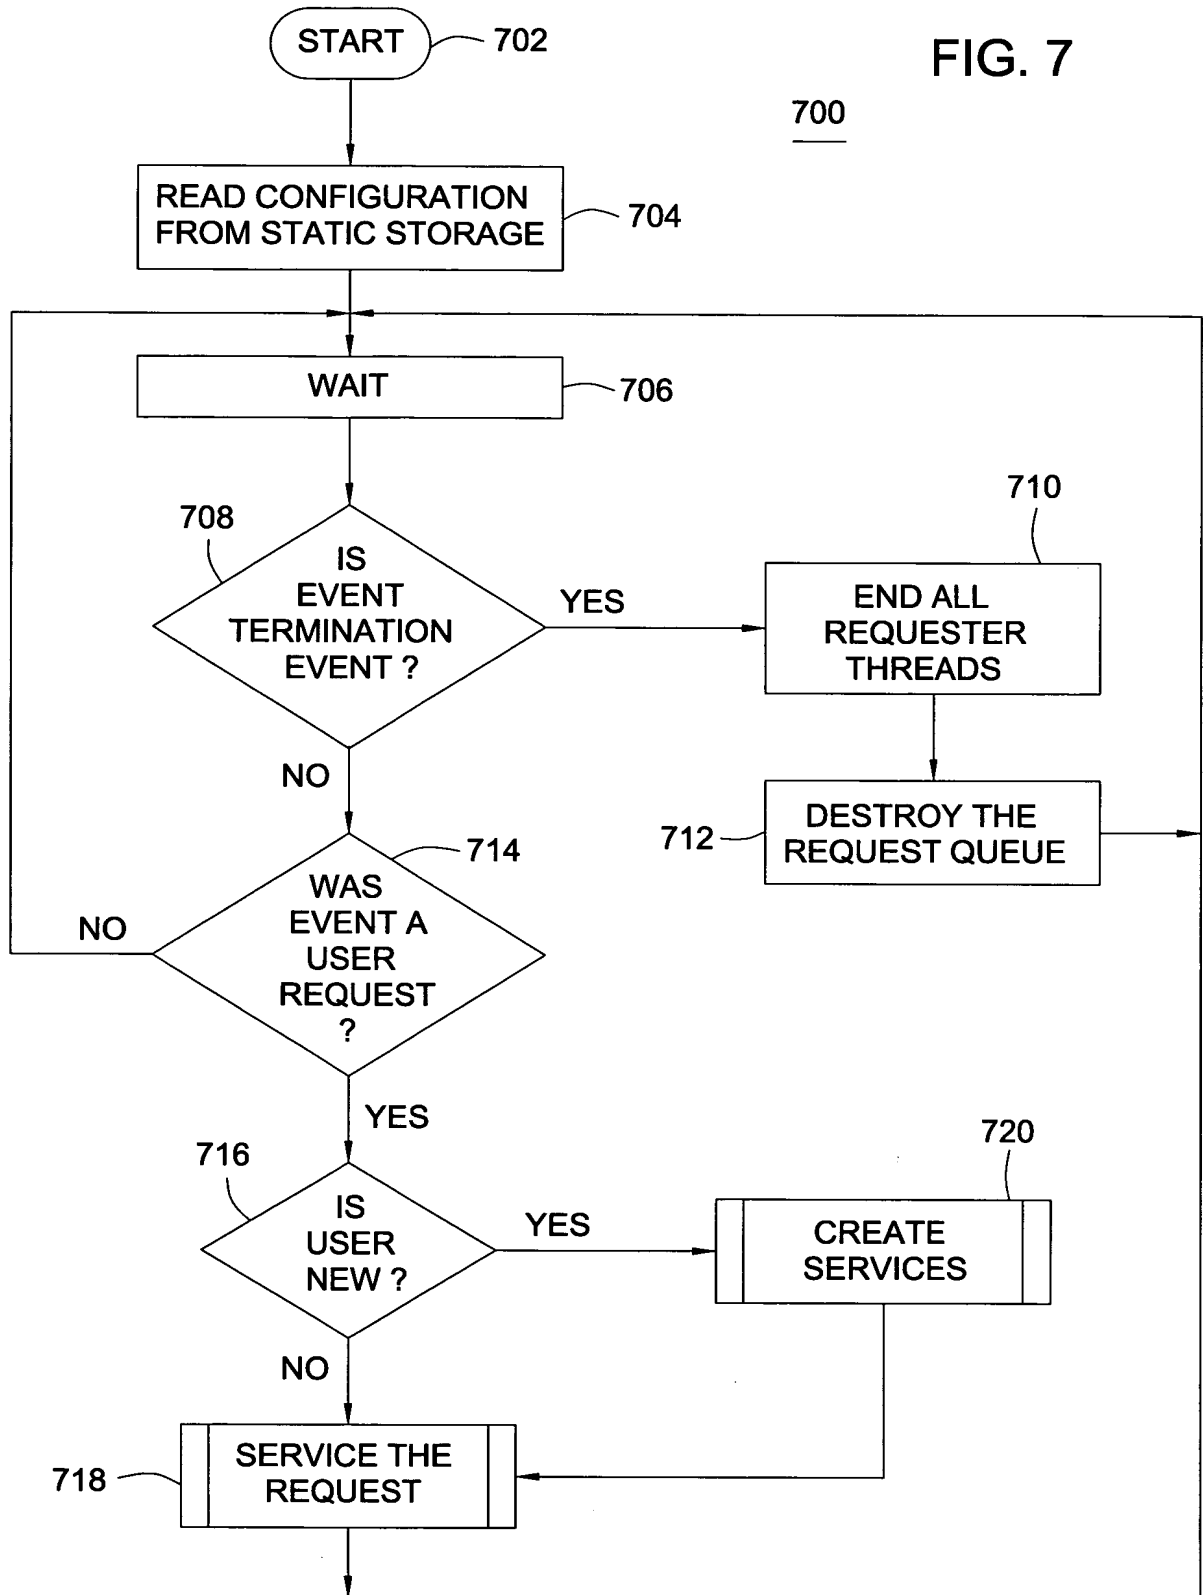 START
702
FIG. 7
700
READ CONFIGURATION
FROM STATIC STORAGE
704
WAIT
706
708
IS
EVENT
TERMINATION
EVENT ?
YES
NO
710
END ALL
REQUESTER
THREADS
712
DESTROY THE
REQUEST QUEUE
714
WAS
EVENT A
USER
REQUEST
?
NO
YES
716
IS
USER
NEW ?
YES
NO
720
CREATE
SERVICES
718
SERVICE THE
REQUEST